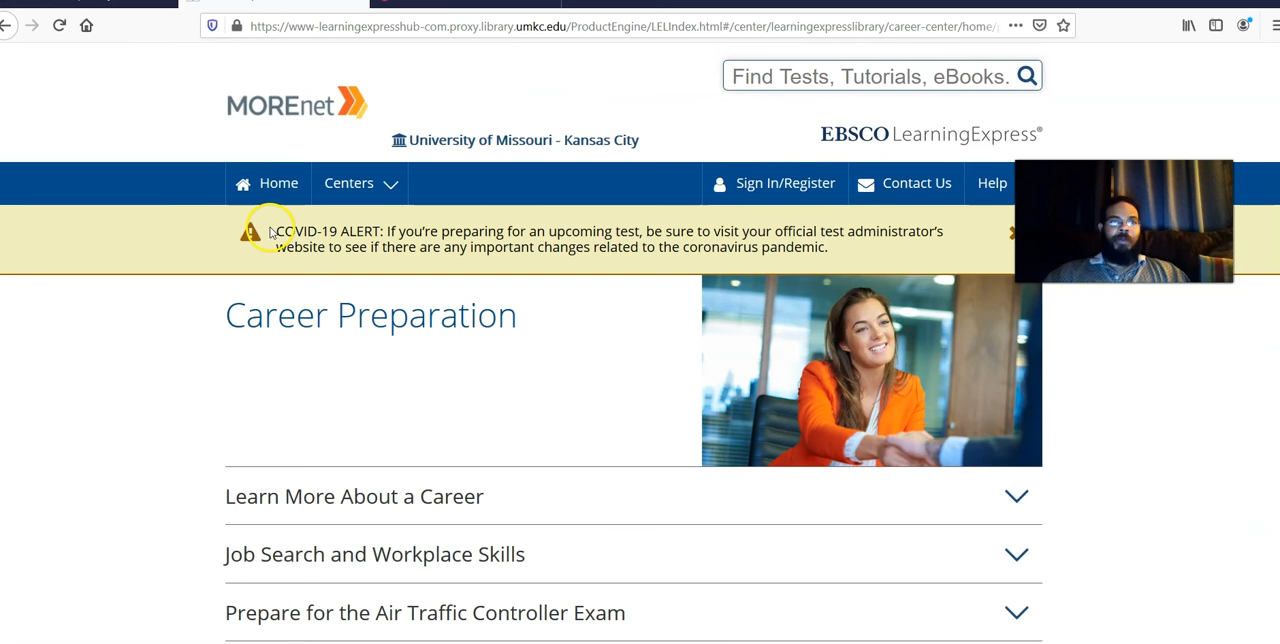 https://www-learningexpresshub-com.proxy.library.umkc.edu/ProductEngine/LELIndex.html#/center/learningexpresslibrary/career-center/home/
Find Tests, Tutorials, eBooks.
MOREnet
University of Missouri - Kansas City
EBSCO LearningExpress®
Home
Centers
Sign In/Register
Contact Us
Help
COVID-19 ALERT: If you’re preparing for an upcoming test, be sure to visit your official test administrator’s
website to see if there are any important changes related to the coronavirus pandemic.
Career Preparation
Learn More About a Career
Job Search and Workplace Skills
Prepare for the Air Traffic Controller Exam